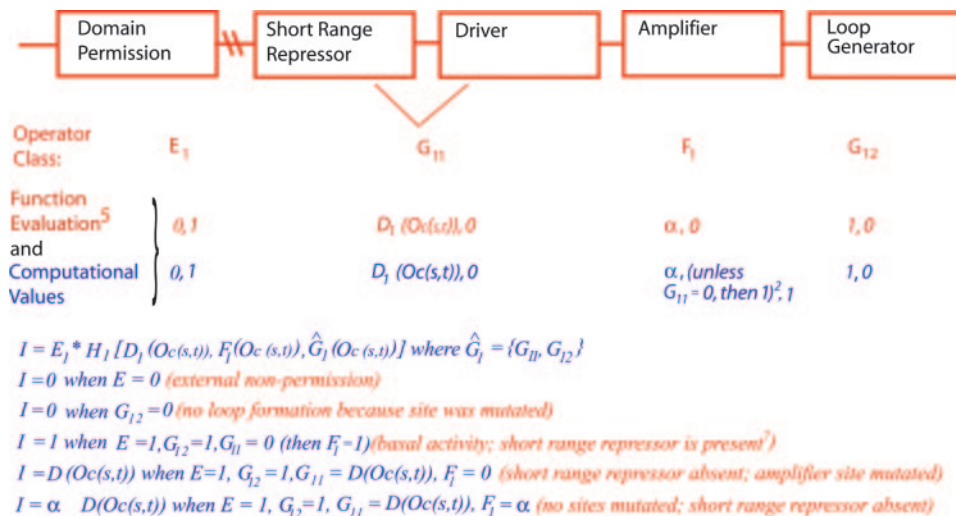 Domain Permission
Short Range Repressor
Driver
Amplifier
Loop Generator
Operator Class: E1 G11 F1 G12
Function Evaluation5 0, 1 D1 (Oc(s,t)), 0 α, 0 1, 0
and
Computational Values 0, 1 D1 (Oc(s,t)), 0 α, (unless G11 = 0, then 1)2, 1 1, 0
I = E1 * H1 [D1 (Oc(s,t)), F1(Oc (s,t)), Ĝ1 (Oc (s,t))] where Ĝ1 = {G11, G12}
I = 0 when E = 0 (external non-permission)
I = 0 when G12 = 0 (no loop formation because site was mutated)
I = 1 when E = 1, G12 = 1, G11 = 0 (then F1 = 1) (basal activity; short range repressor is present7)
I = D(Oc(s,t)) when E = 1, G12 = 1, G11 = D(Oc(s,t)), F1 = 0 (short range repressor absent; amplifier site mutated)
I = α D(Oc(s,t)) when E = 1, G12 = 1, G11 = D(Oc(s,t)), F1 = α (no sites mutated; short range repressor absent)